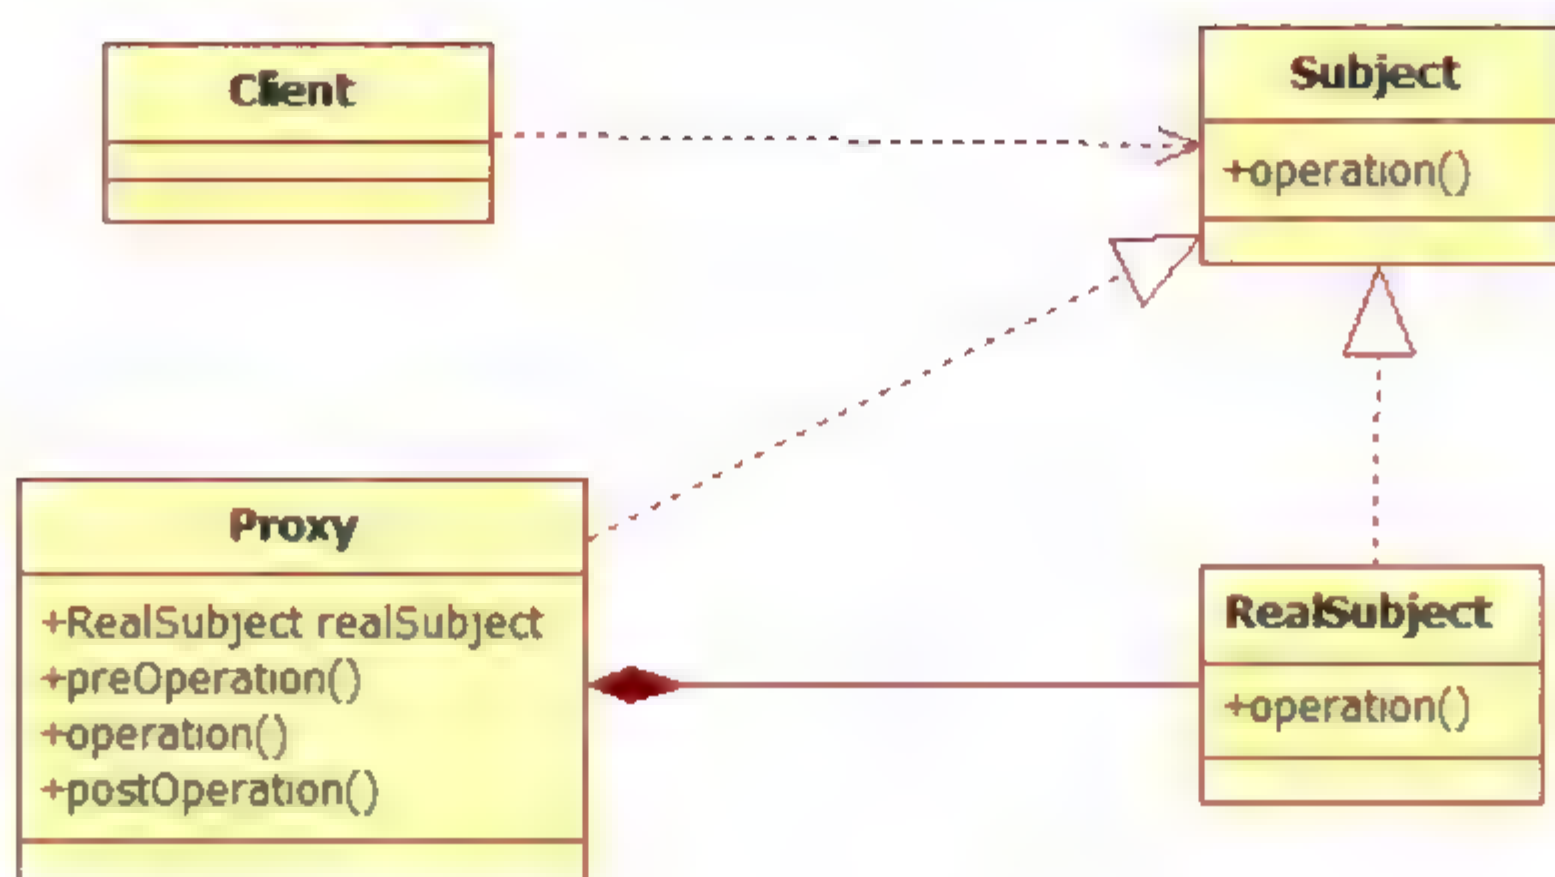 Client
Subject
+operation()
Proxy
+RealSubject realSubject
+preOperation()
+operation()
+postOperation()
RealSubject
+operation()